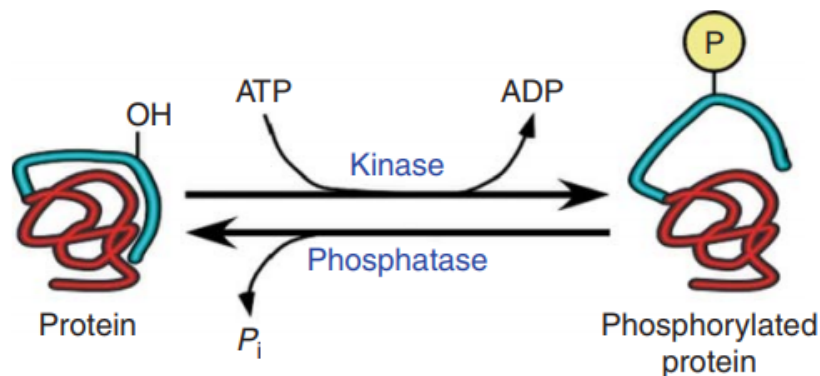 P
ATP
ADP
OH
Kinase
Phosphatase
Protein
Pi
Phosphorylated
protein